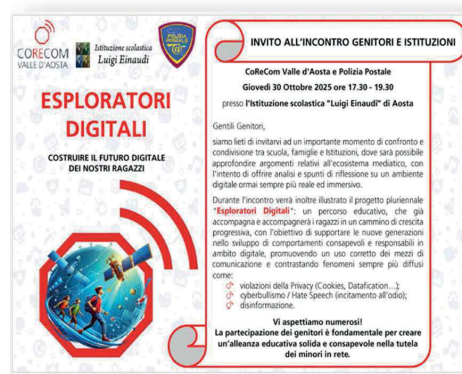 CORECOM
VALLE D'AOSTA
Istituzione scolastica
Luigi Einaudi
POLIZIA
POSTALE
@
ESPLORATORI
DIGITALI
COSTRUIRE IL FUTURO DIGITALE
DEI NOSTRI RAGAZZI
INVITO ALL'INCONTRO GENITORI E ISTITUZIONI
CoReCom Valle d'Aosta e Polizia Postale
Giovedì 30 Ottobre 2025 ore 17.30 - 19.30
presso l'Istituzione scolastica "Luigi Einaudi" di Aosta
Gentili Genitori,
siamo lieti di invitarvi ad un importante momento di confronto e
condivisione tra scuola, famiglie e Istituzioni, dove sarà possibile
approfondire argomenti relativi all'ecosistema mediatico, con
l'intento di offrire analisi e spunti di riflessione su un ambiente
digitale ormai sempre più reale ed immersivo.
Durante l'incontro verrà inoltre illustrato il progetto pluriennale
"Esploratori Digitali": un percorso educativo, che già
accompagna e accompagnerà i ragazzi in un cammino di crescita
progressiva, con l'obiettivo di supportare le nuove generazioni
nello sviluppo di comportamenti consapevoli e responsabili in
ambito digitale, promuovendo un uso corretto dei mezzi di
comunicazione e contrastando fenomeni sempre più diffusi
come:
violazioni della Privacy (Cookies, Datafication...);
cyberbullismo / Hate Speech (incitamento all'odio);
disinformazione.
Vi aspettiamo numerosi!
La partecipazione dei genitori è fondamentale per creare
un'alleanza educativa solida e consapevole nella tutela
dei minori in rete.